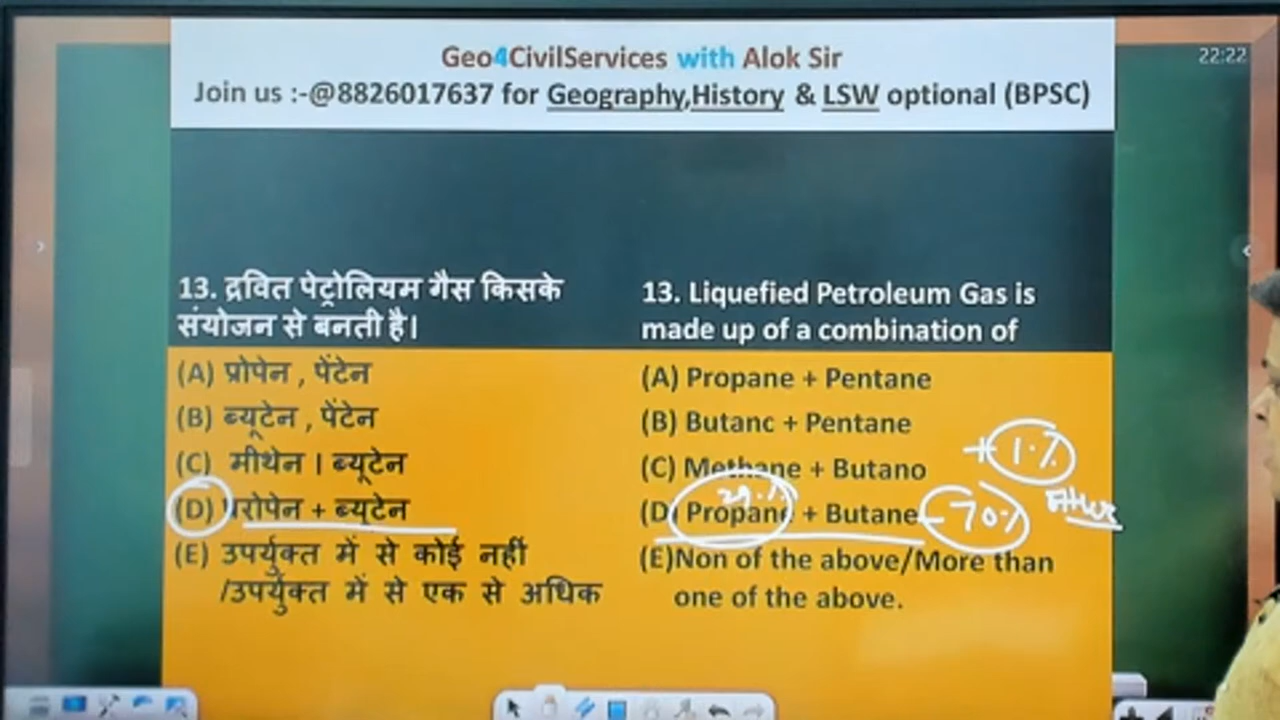 Geo4CivilServices with Alok Sir
Join us :-@8826017637 for Geography,History & LSW optional (BPSC)
22:22
13. द्रवित पेट्रोलियम गैस किसके
संयोजन से बनती है।
(A) प्रोपेन , पेंटेन
(B) ब्यूटेन , पेंटेन
(C) मीथेन । ब्यूटेन
(D) परोपेन + ब्यूटेन
(E) उपर्युक्त में से कोई नहीं
/उपर्युक्त में से एक से अधिक
13. Liquefied Petroleum Gas is
made up of a combination of
(A) Propane + Pentane
(B) Butanc + Pentane
(C) Methane + Butano
+ 1%
29%
(D) Propane + Butane
- 70%
(E)Non of the above/More than
one of the above.